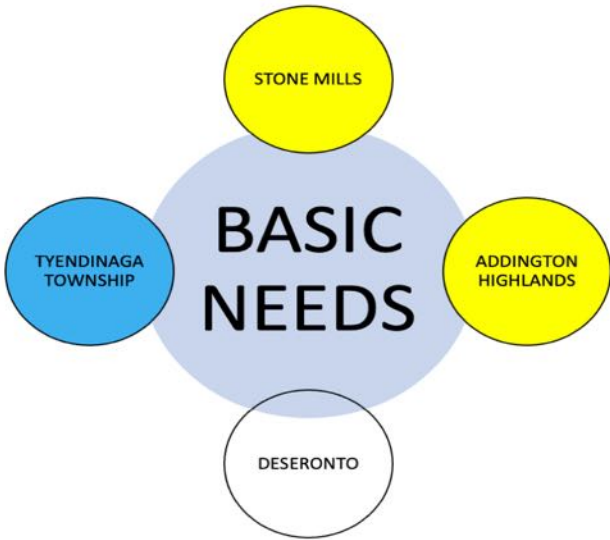 STONE MILLS
BASIC
NEEDS
TYENDINAGA
TOWNSHIP
ADDINGTON
HIGHLANDS
DESERONTO